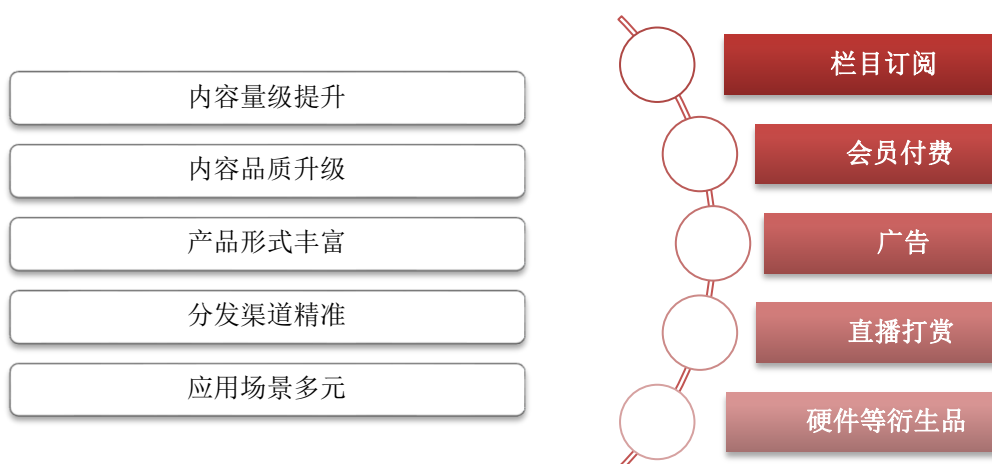 内容量级提升
内容品质升级
产品形式丰富
分发渠道精准
应用场景多元
栏目订阅
会员付费
广告
直播打赏
硬件等衍生品